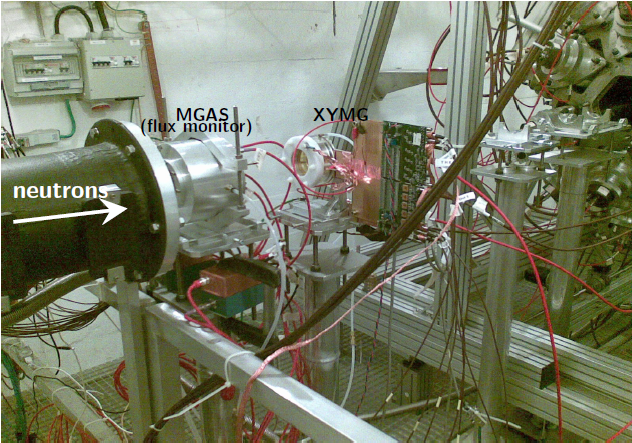 MGAS
(flux monitor)
XYMG
neutrons